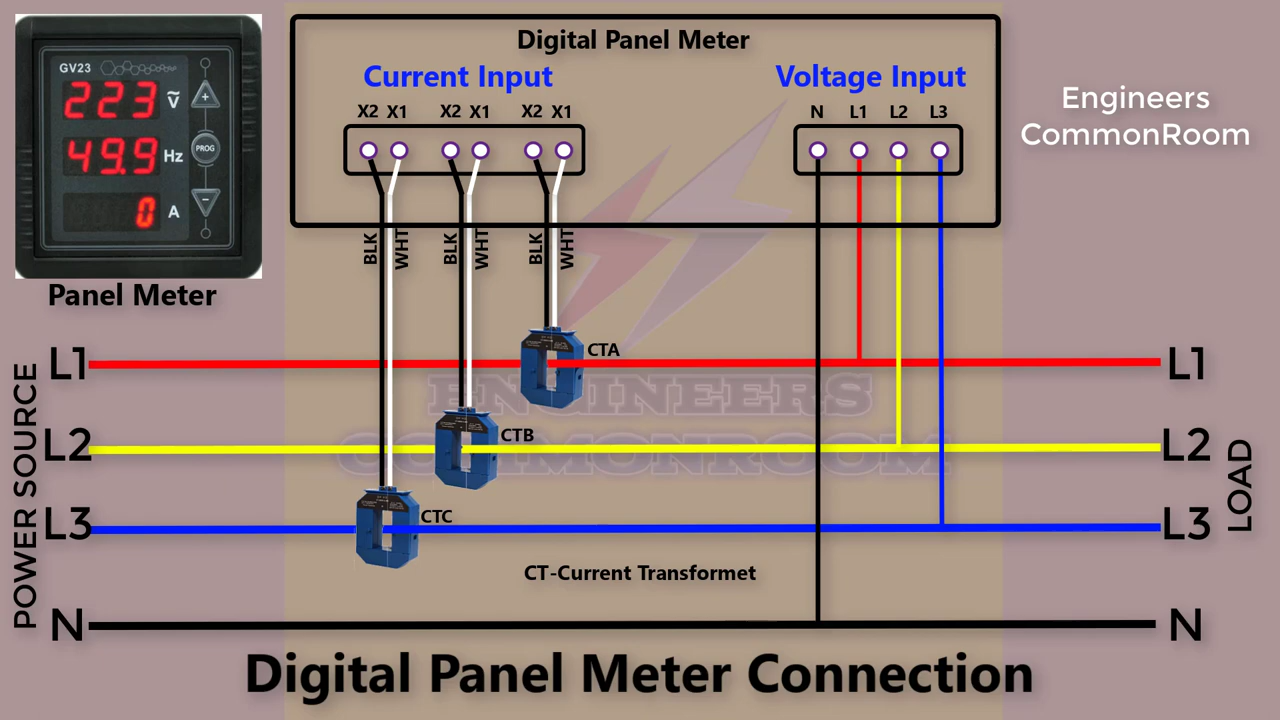 GV23
223 V
49.9 Hz
PROG
0 A
Panel Meter
Digital Panel Meter
Current Input
Voltage Input
X2 X1 X2 X1 X2 X1
N L1 L2 L3
Engineers
CommonRoom
BLK WHT BLK WHT BLK WHT
POWER SOURCE
L1
CTA
L1
ENGINEERS
L2
CTB
L2
COMMONROOM
L3
CTC
L3
LOAD
CT-Current Transformet
N
N
Digital Panel Meter Connection